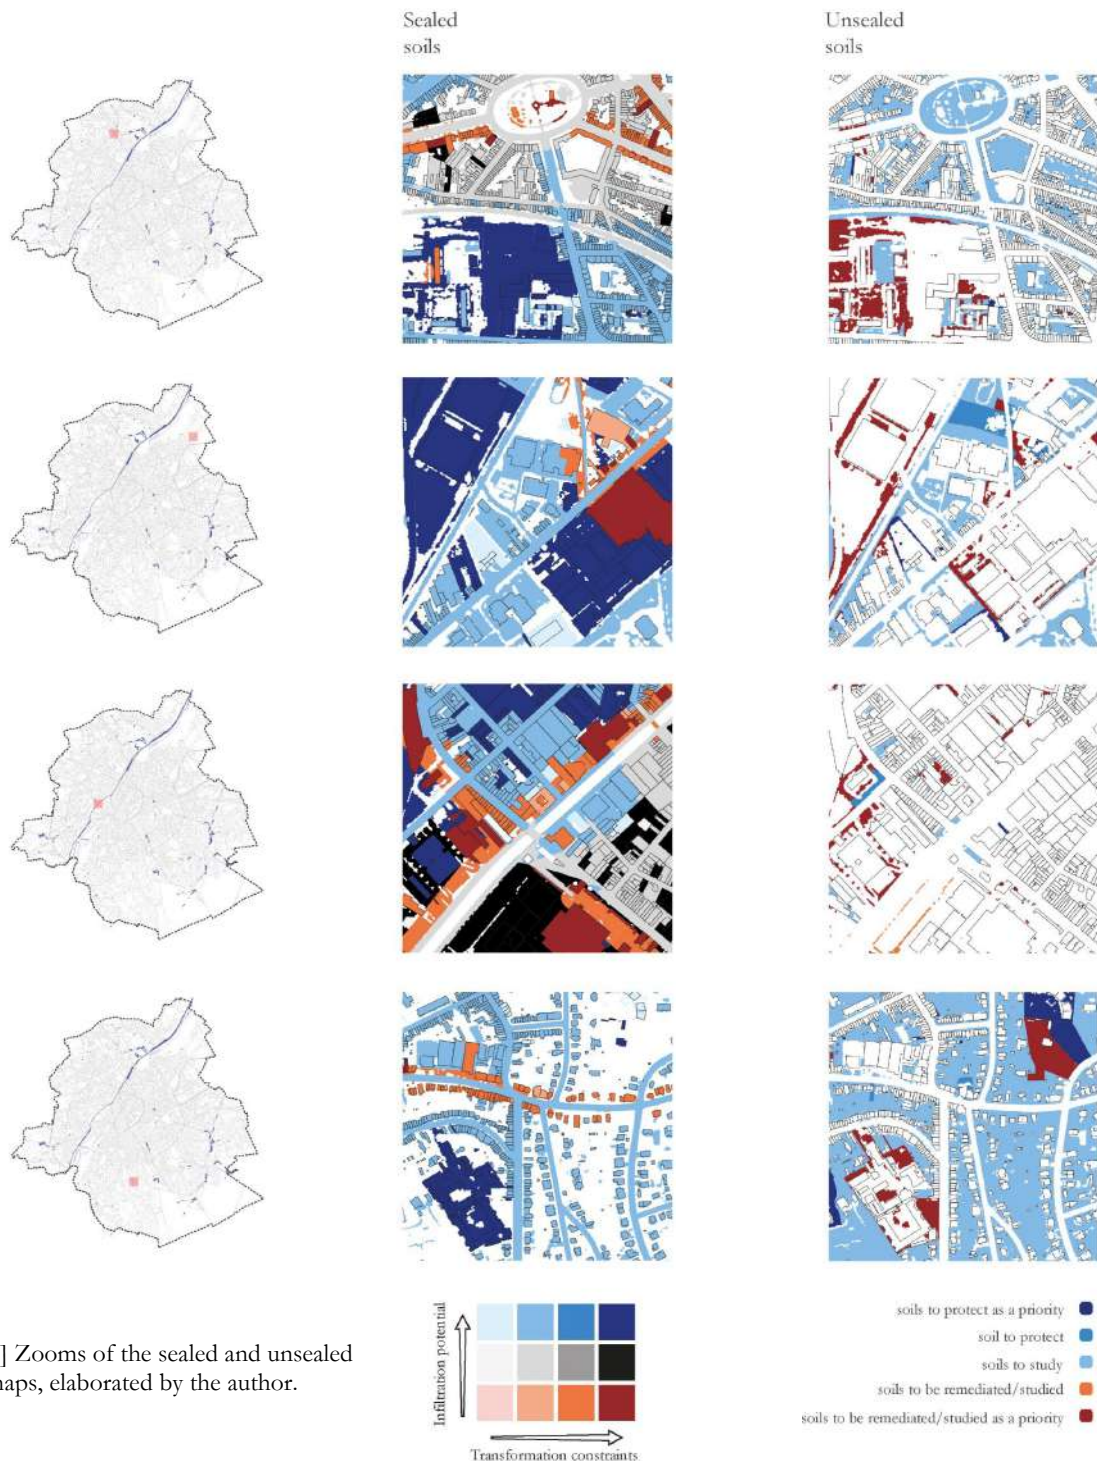 Sealed
soils
Unsealed
soils
Infiltration potential
Transformation constraints
soils to protect as a priority
soil to protect
soils to study
soils to be remediated/studied
soils to be remediated/studied as a priority
] Zooms of the sealed and unsealed
naps, elaborated by the author.